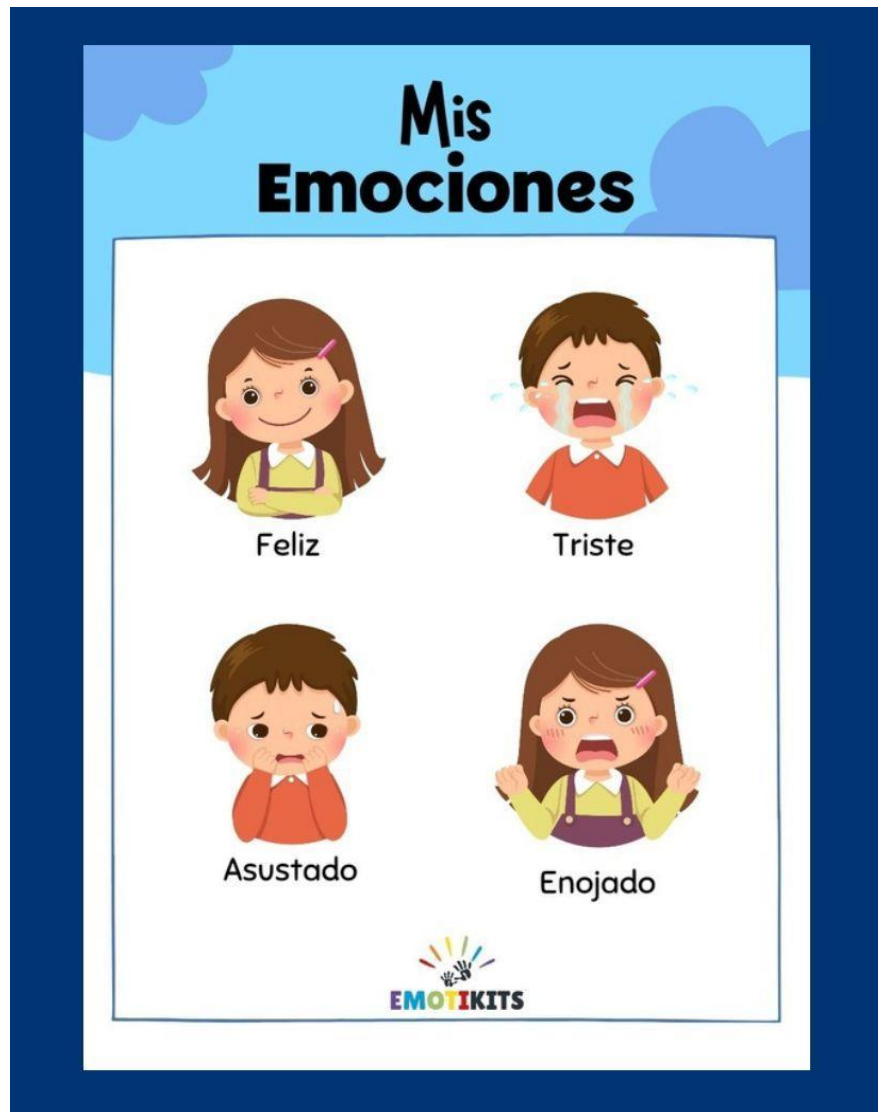 Mis
Emociones
Feliz
Triste
Asustado
Enojado
EMOTIKITS